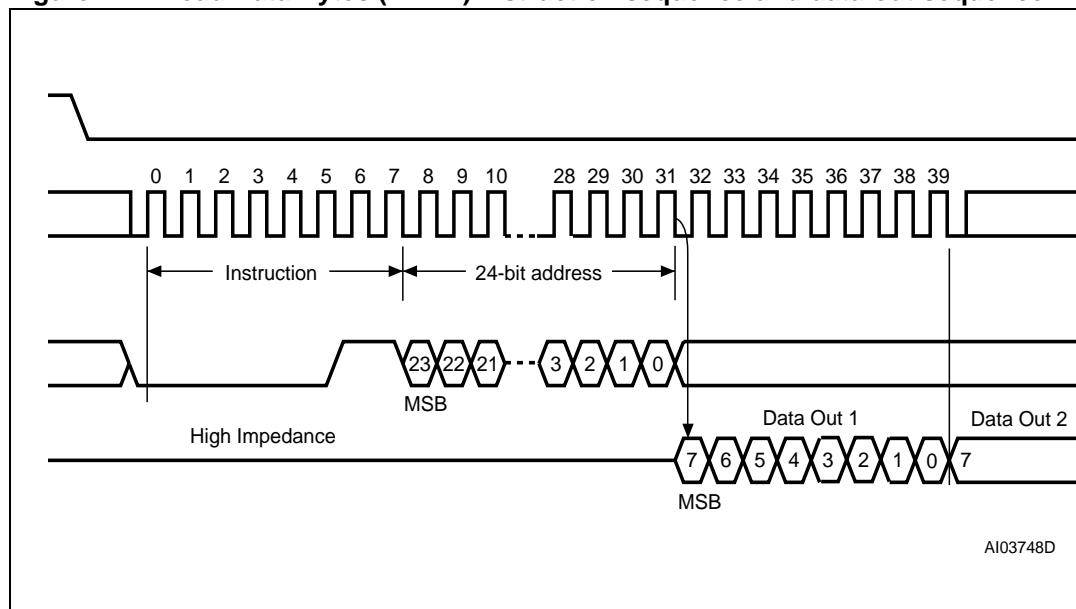 0 1 2 3 4 5 6 7 8 9 10 28 29 30 31 32 33 34 35 36 37 38 39
Instruction 24-bit address
23 22 21 3 2 1 0
MSB
High Impedance Data Out 1 Data Out 2
7 6 5 4 3 2 1 0 7
MSB
AI03748D